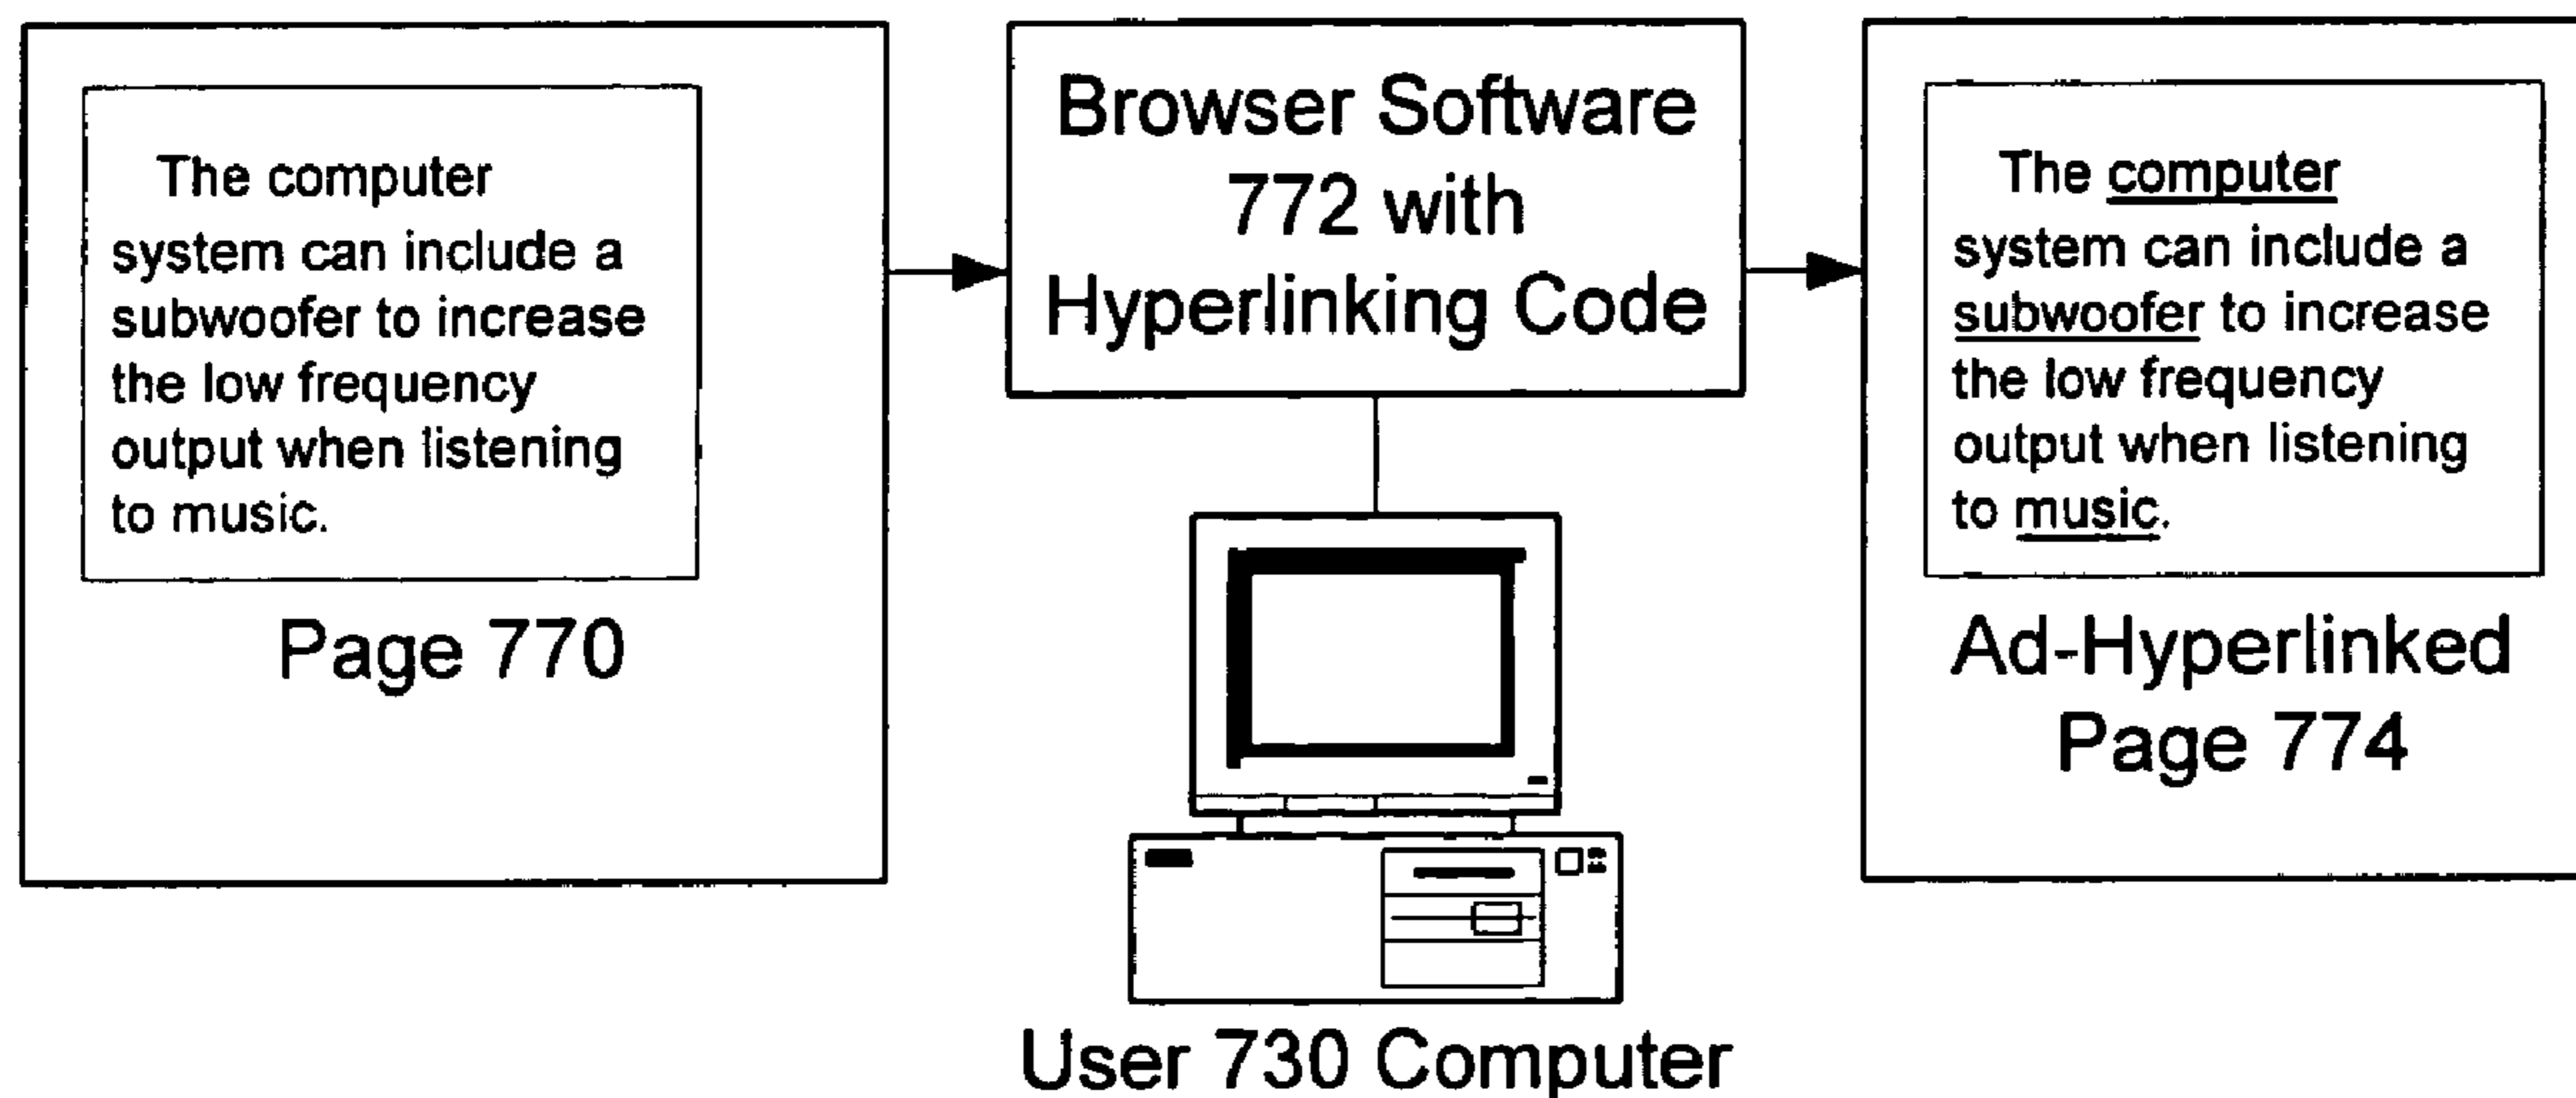 The computer
system can include a
subwoofer to increase
the low frequency
output when listening
to music.
Page 770
Browser Software
772 with
Hyperlinking Code
User 730 Computer
The computer
system can include a
subwoofer to increase
the low frequency
output when listening
to music.
Ad-Hyperlinked
Page 774